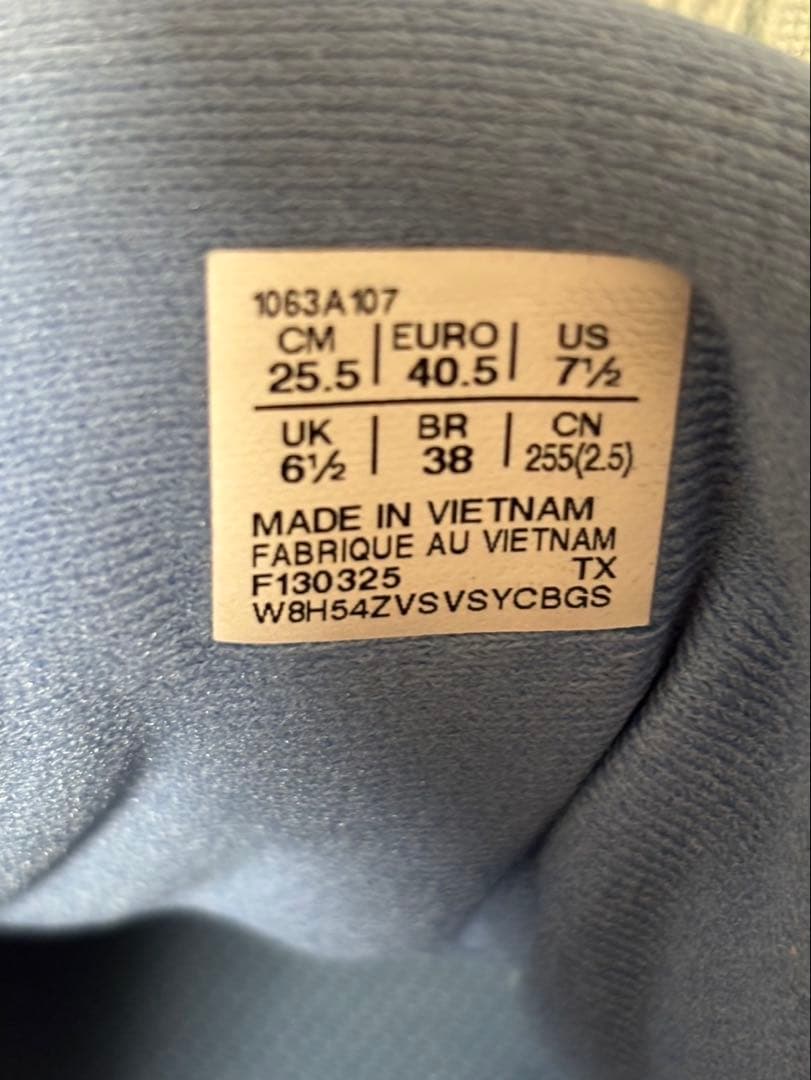 1063A107
CM | EURO | US
25.5 | 40.5 | 7½
UK | BR | CN
6½ | 38 | 255(2.5)
MADE IN VIETNAM
FABRIQUE AU VIETNAM
F130325 TX
W8H54ZVSVSYCBGS